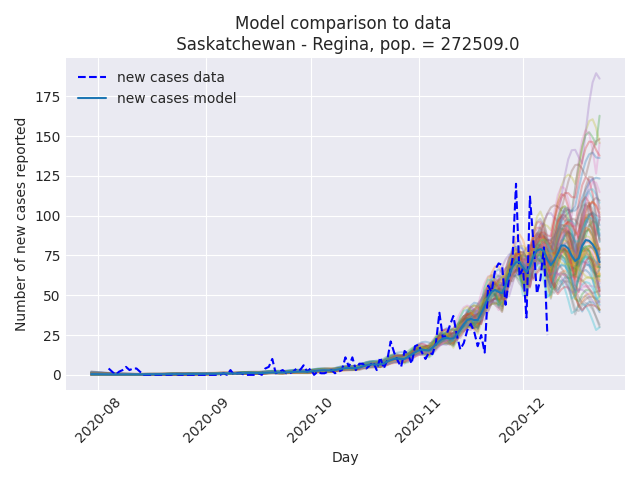 Model comparison to data
Saskatchewan - Regina, pop. = 272509.0
new cases data
new cases model
Number of new cases reported
175
150
125
100
75
50
25
0
2020-08
2020-09
2020-10
2020-11
2020-12
Day